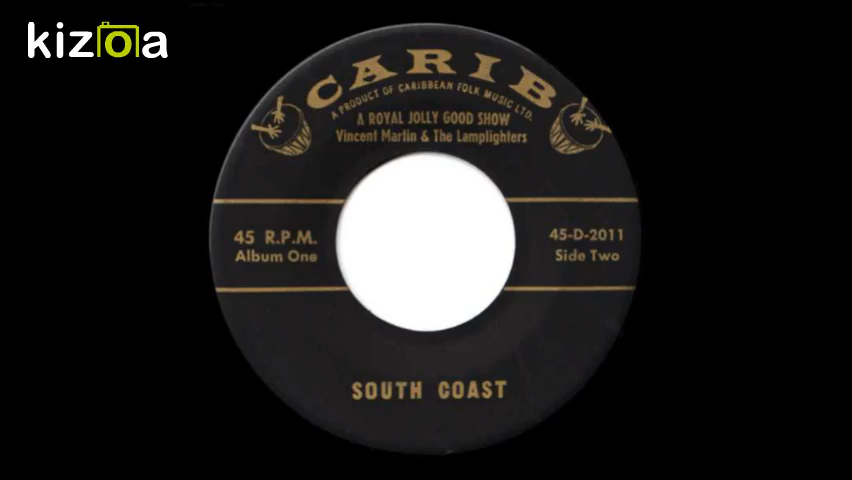 kizoa
CARIB
A PRODUCT OF CARIBBEAN FOLK MUSIC LTD.
A ROYAL JOLLY GOOD SHOW
Vincent Martin & The Lamplighters
45 R.P.M.
Album One
45-D-2011
Side Two
SOUTH COAST